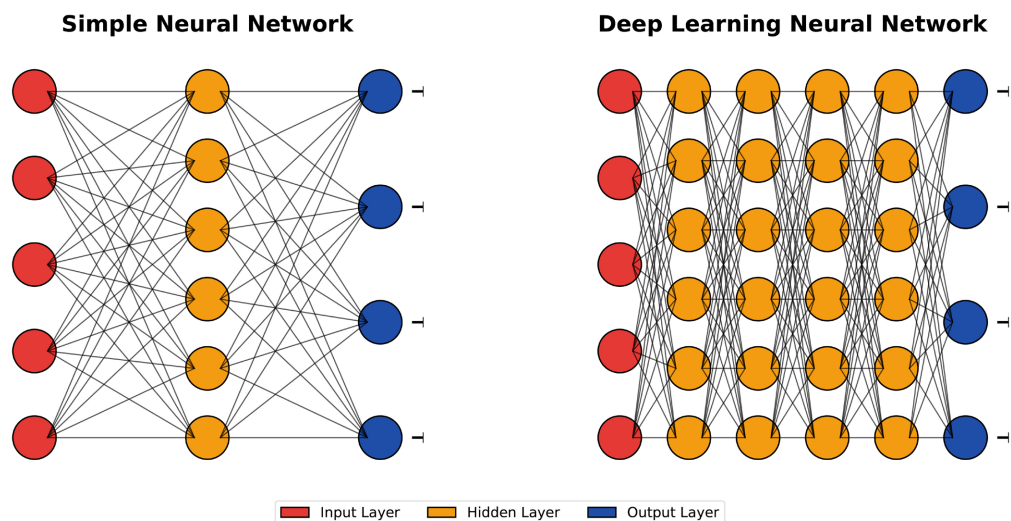 Simple Neural Network
Deep Learning Neural Network
Input Layer
Hidden Layer
Output Layer